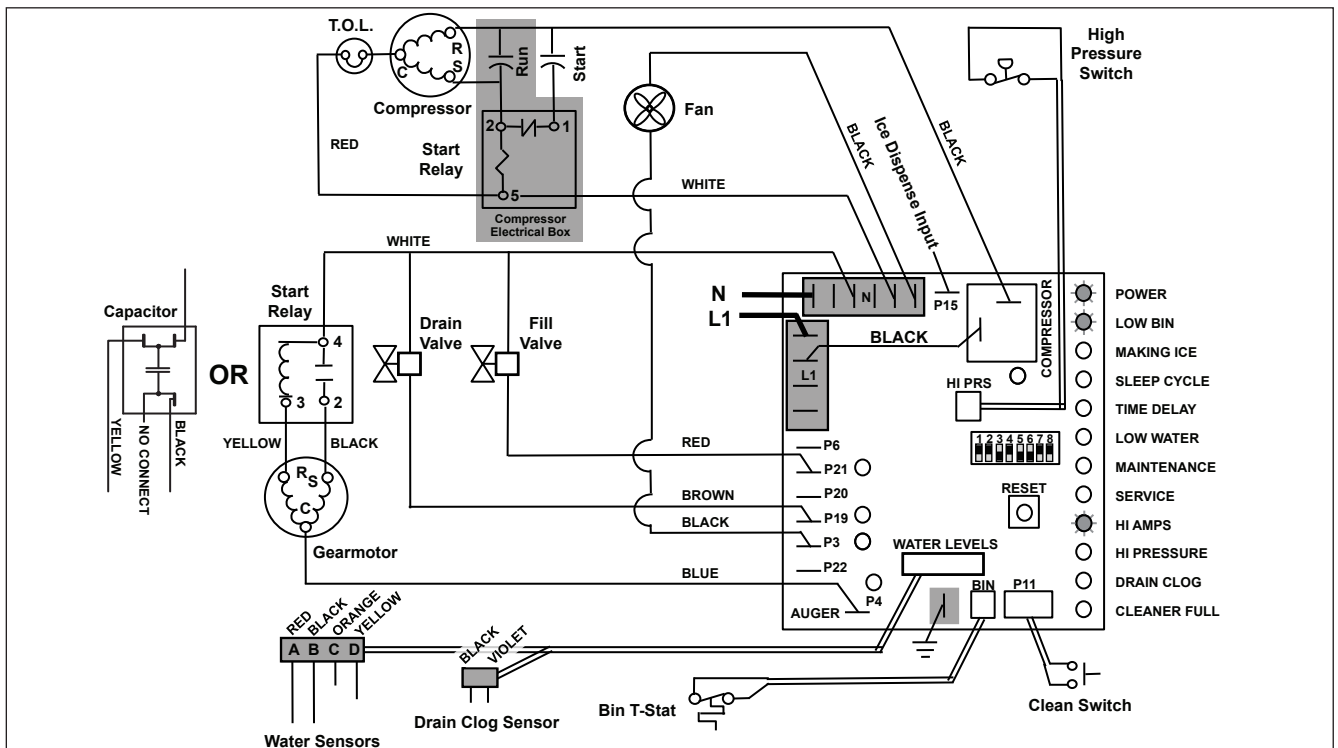 T.O.L.
R
S
C
Compressor
Run
Start
RED
2
1
Start
Relay
5
Compressor
Electrical Box
WHITE
Fan
BLACK
Ice Dispense Input
BLACK
High
Pressure
Switch
WHITE
Capacitor
YELLOW
NO CONNECT
BLACK
OR
Start
Relay
4
3
2
YELLOW
BLACK
R
S
C
Gearmotor
Drain
Valve
Fill
Valve
N
L1
N
L1
P15
BLACK
COMPRESSOR
HI PRS
1 2 3 4 5 6 7 8
RESET
RED
BROWN
BLACK
BLUE
P6
P21
P20
P19
P3
P22
P4
AUGER
WATER LEVELS
BIN
P11
POWER
LOW BIN
MAKING ICE
SLEEP CYCLE
TIME DELAY
LOW WATER
MAINTENANCE
SERVICE
HI AMPS
HI PRESSURE
DRAIN CLOG
CLEANER FULL
RED
BLACK
ORANGE
YELLOW
A B C D
Water Sensors
BLACK
VIOLET
Drain Clog Sensor
Bin T-Stat
Clean Switch